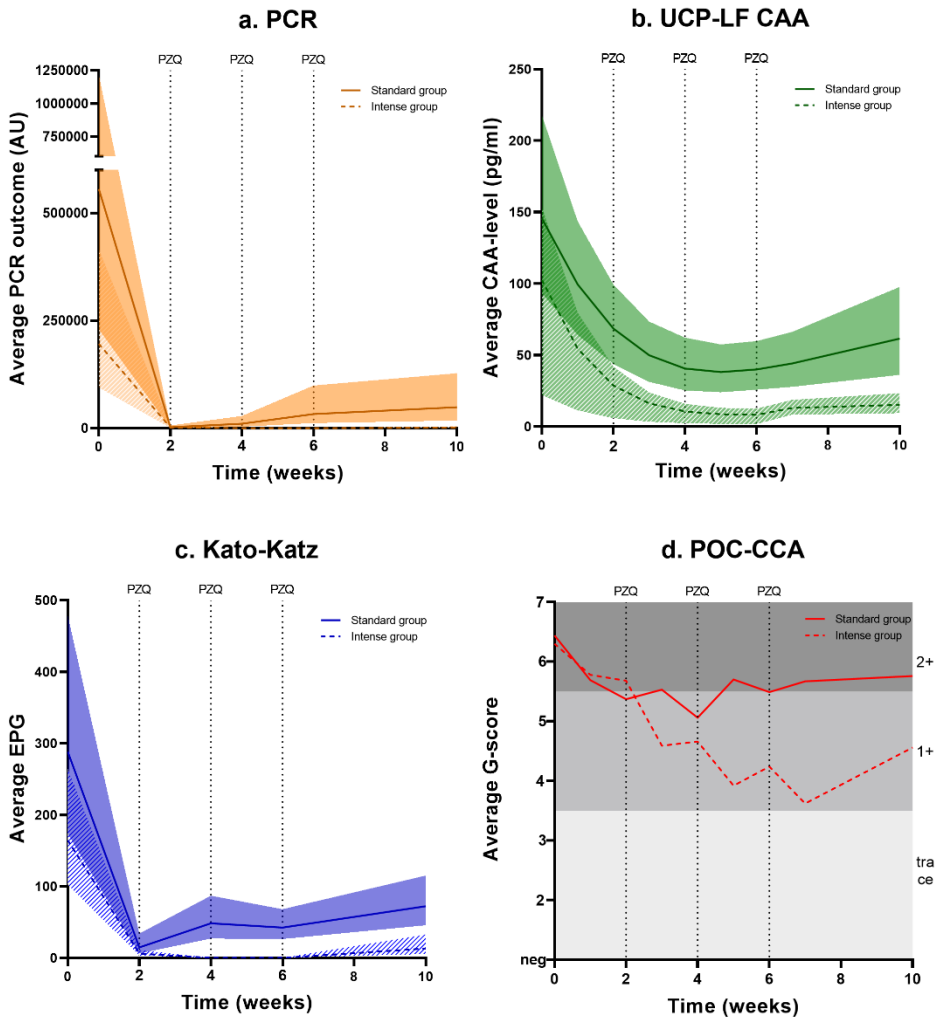 a. PCR
PZQ PZQ PZQ
Standard group
Intense group
1250000
1000000
750000
500000
250000
0
Average PCR outcome (AU)
0 2 4 6 8 10
Time (weeks)
b. UCP-LF CAA
PZQ PZQ PZQ
Standard group
Intense group
250
200
150
100
50
0
Average CAA-level (pg/ml)
0 2 4 6 8 10
Time (weeks)
c. Kato-Katz
PZQ PZQ PZQ
Standard group
Intense group
500
400
300
200
100
0
Average EPG
0 2 4 6 8 10
Time (weeks)
d. POC-CCA
PZQ PZQ PZQ
Standard group
Intense group
7
6
5
4
3
2
neg
Average G-score
2+
1+
tra
ce
0 2 4 6 8 10
Time (weeks)